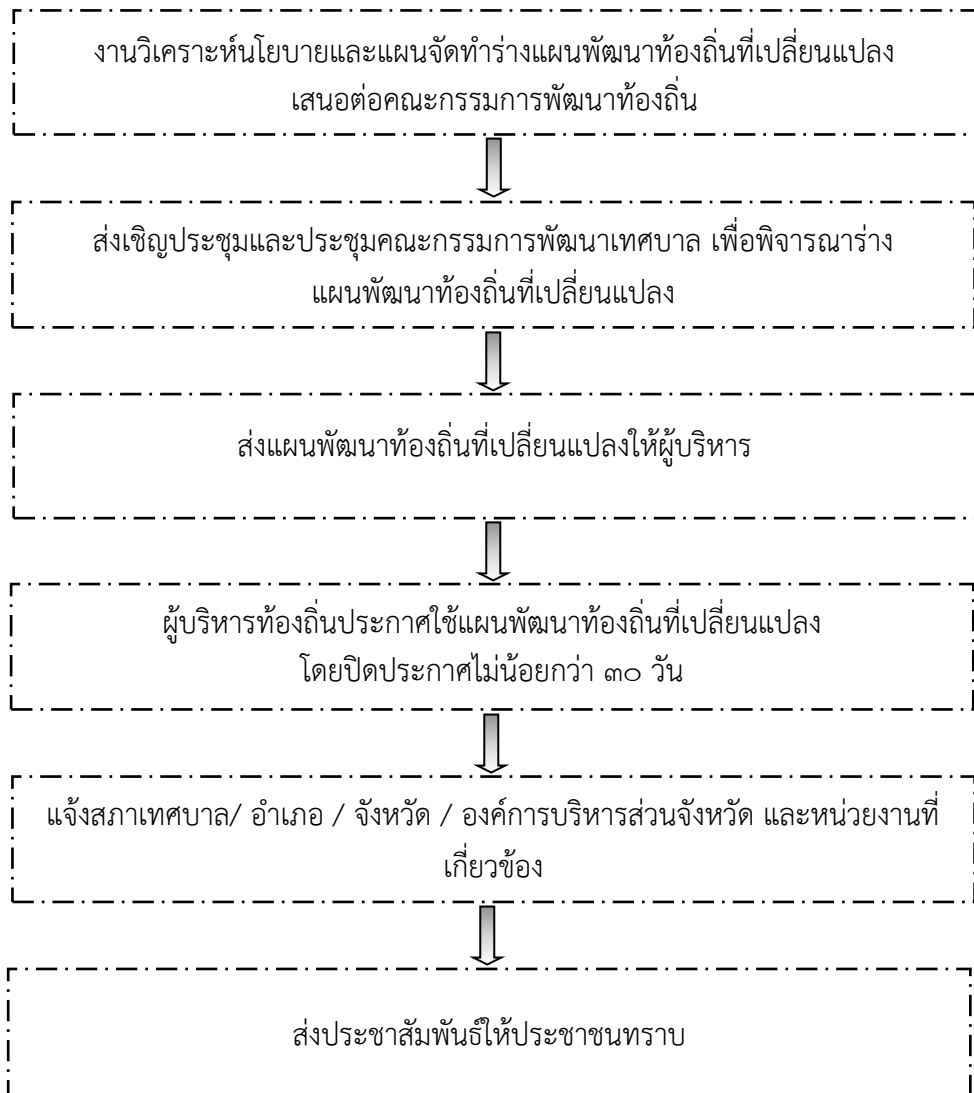 งานวิเคราะห์นโยบายและแผนจัดทำร่างแผนพัฒนาท้องถิ่นที่เปลี่ยนแปลง
เสนอต่อคณะกรรมการพัฒนาท้องถิ่น
ส่งเชิญประชุมและประชุมคณะกรรมการพัฒนาเทศบาล เพื่อพิจารณาร่าง
แผนพัฒนาท้องถิ่นที่เปลี่ยนแปลง
ส่งแผนพัฒนาท้องถิ่นที่เปลี่ยนแปลงให้ผู้บริหาร
ผู้บริหารท้องถิ่นประกาศใช้แผนพัฒนาท้องถิ่นที่เปลี่ยนแปลง
โดยปิดประกาศไม่น้อยกว่า ๓๐ วัน
แจ้งสภาเทศบาล/ อำเภอ / จังหวัด / องค์การบริหารส่วนจังหวัด และหน่วยงานที่
เกี่ยวข้อง
ส่งประชาสัมพันธ์ให้ประชาชนทราบ